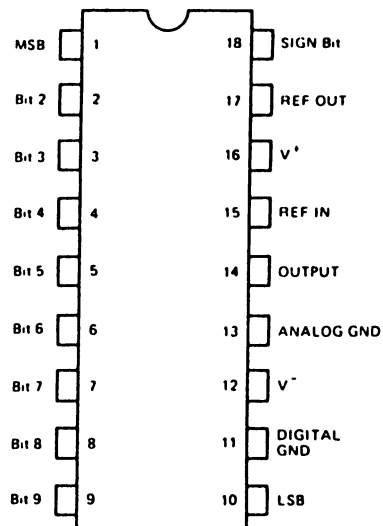 MSB 1 18 SIGN Bit
Bit 2 2 17 REF OUT
Bit 3 3 16 V+
Bit 4 4 15 REF IN
Bit 5 5 14 OUTPUT
Bit 6 6 13 ANALOG GND
Bit 7 7 12 V-
Bit 8 8 11 DIGITAL
GND
Bit 9 9 10 LSB